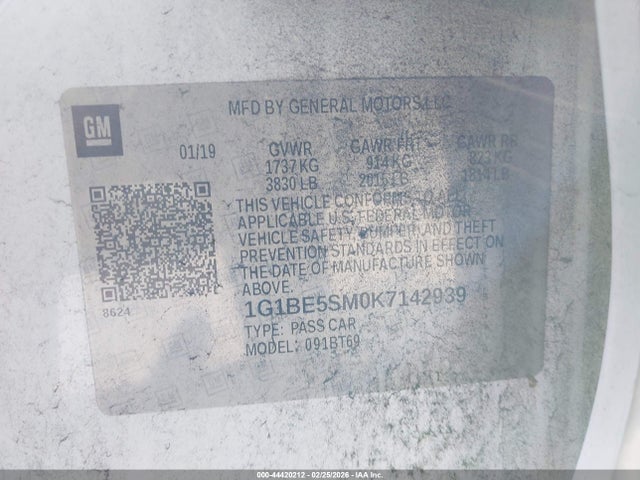 GM
MFD BY GENERAL MOTORS LLC
01/19 GVWR GAWR FRT GAWR RR
1737 KG 914 KG 823 KG
3830 LB 2015 LB 1814 LB
THIS VEHICLE CONFORMS TO ALL
APPLICABLE U.S. FEDERAL MOTOR
VEHICLE SAFETY, BUMPER, AND THEFT
PREVENTION STANDARDS IN EFFECT ON
THE DATE OF MANUFACTURE SHOWN
ABOVE.
8624
1G1BE5SM0K7142939
TYPE: PASS CAR
MODEL: 091BT69
000-44420212 - 02/25/2026 - IAAI, Inc.